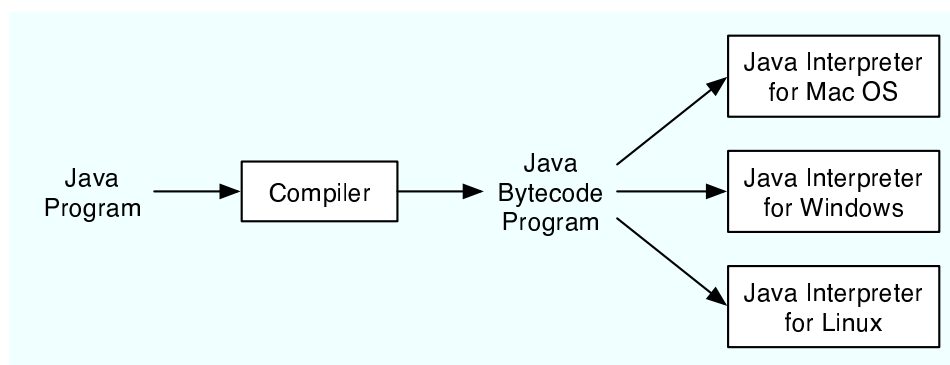 Java
Program
Compiler
Java
Bytecode
Program
Java Interpreter
for Mac OS
Java Interpreter
for Windows
Java Interpreter
for Linux